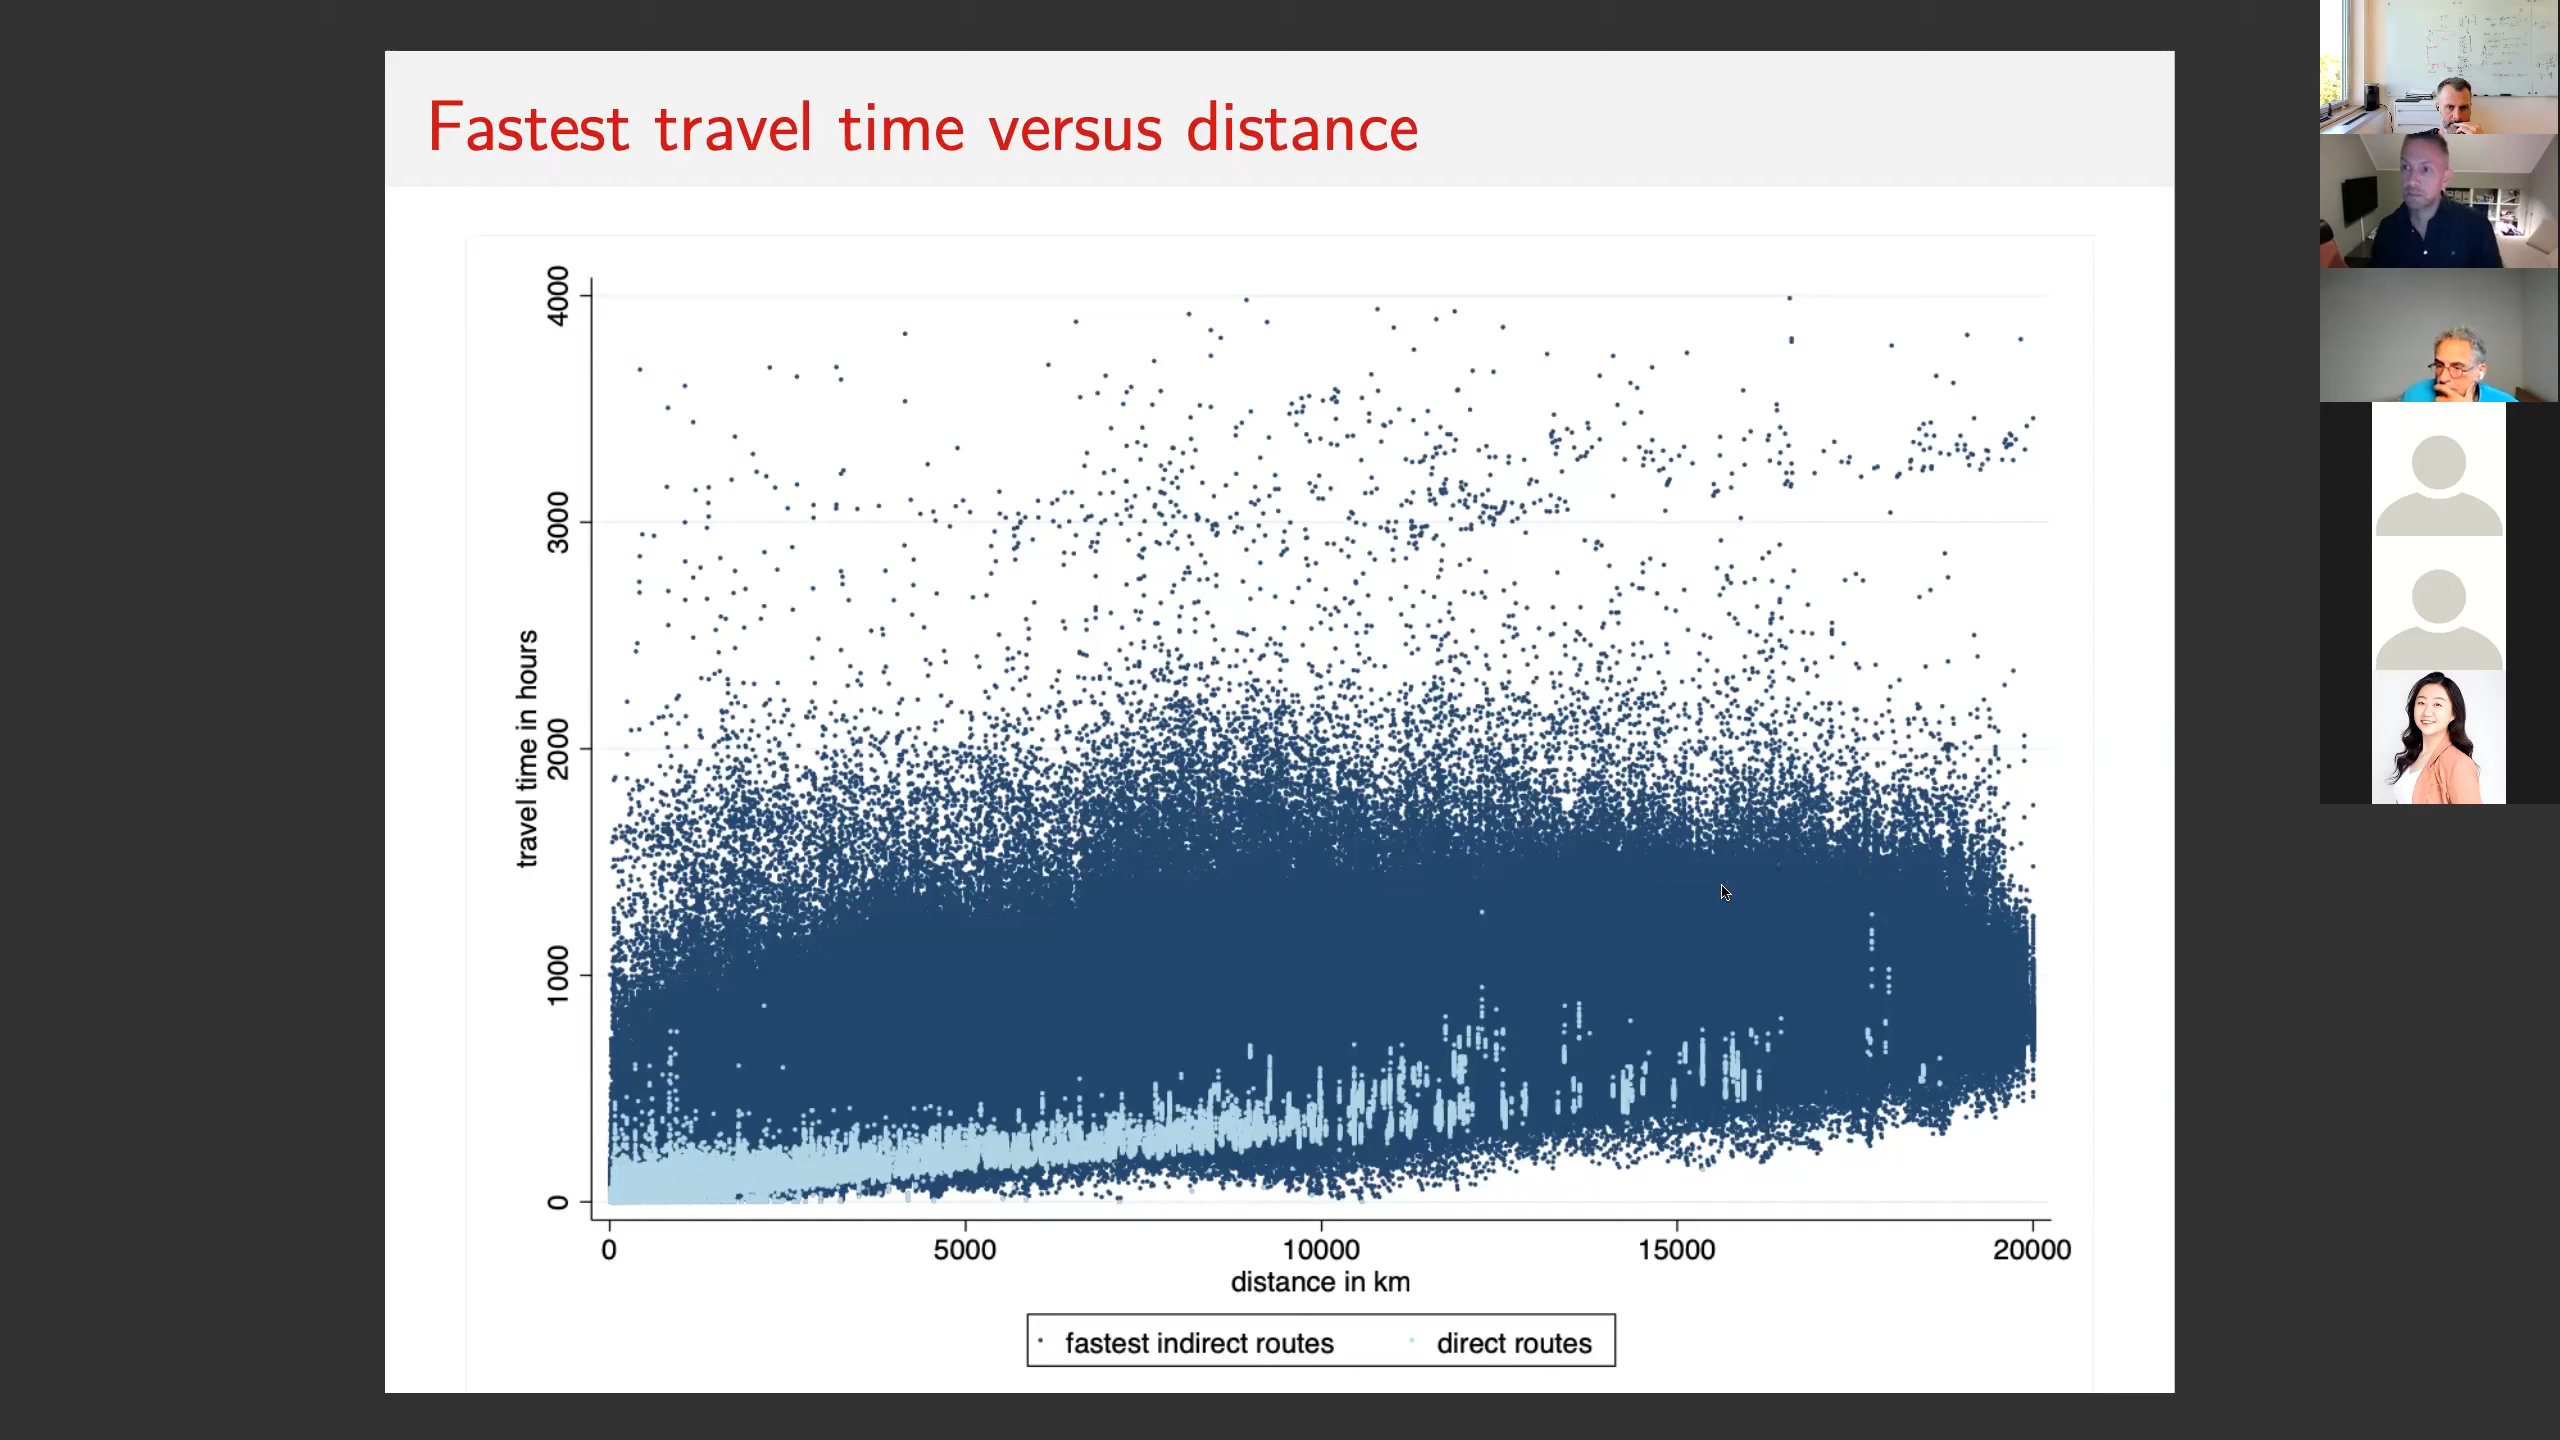 Fastest travel time versus distance
travel time in hours
4000
3000
2000
1000
0
0 5000 10000 15000 20000
distance in km
fastest indirect routes direct routes